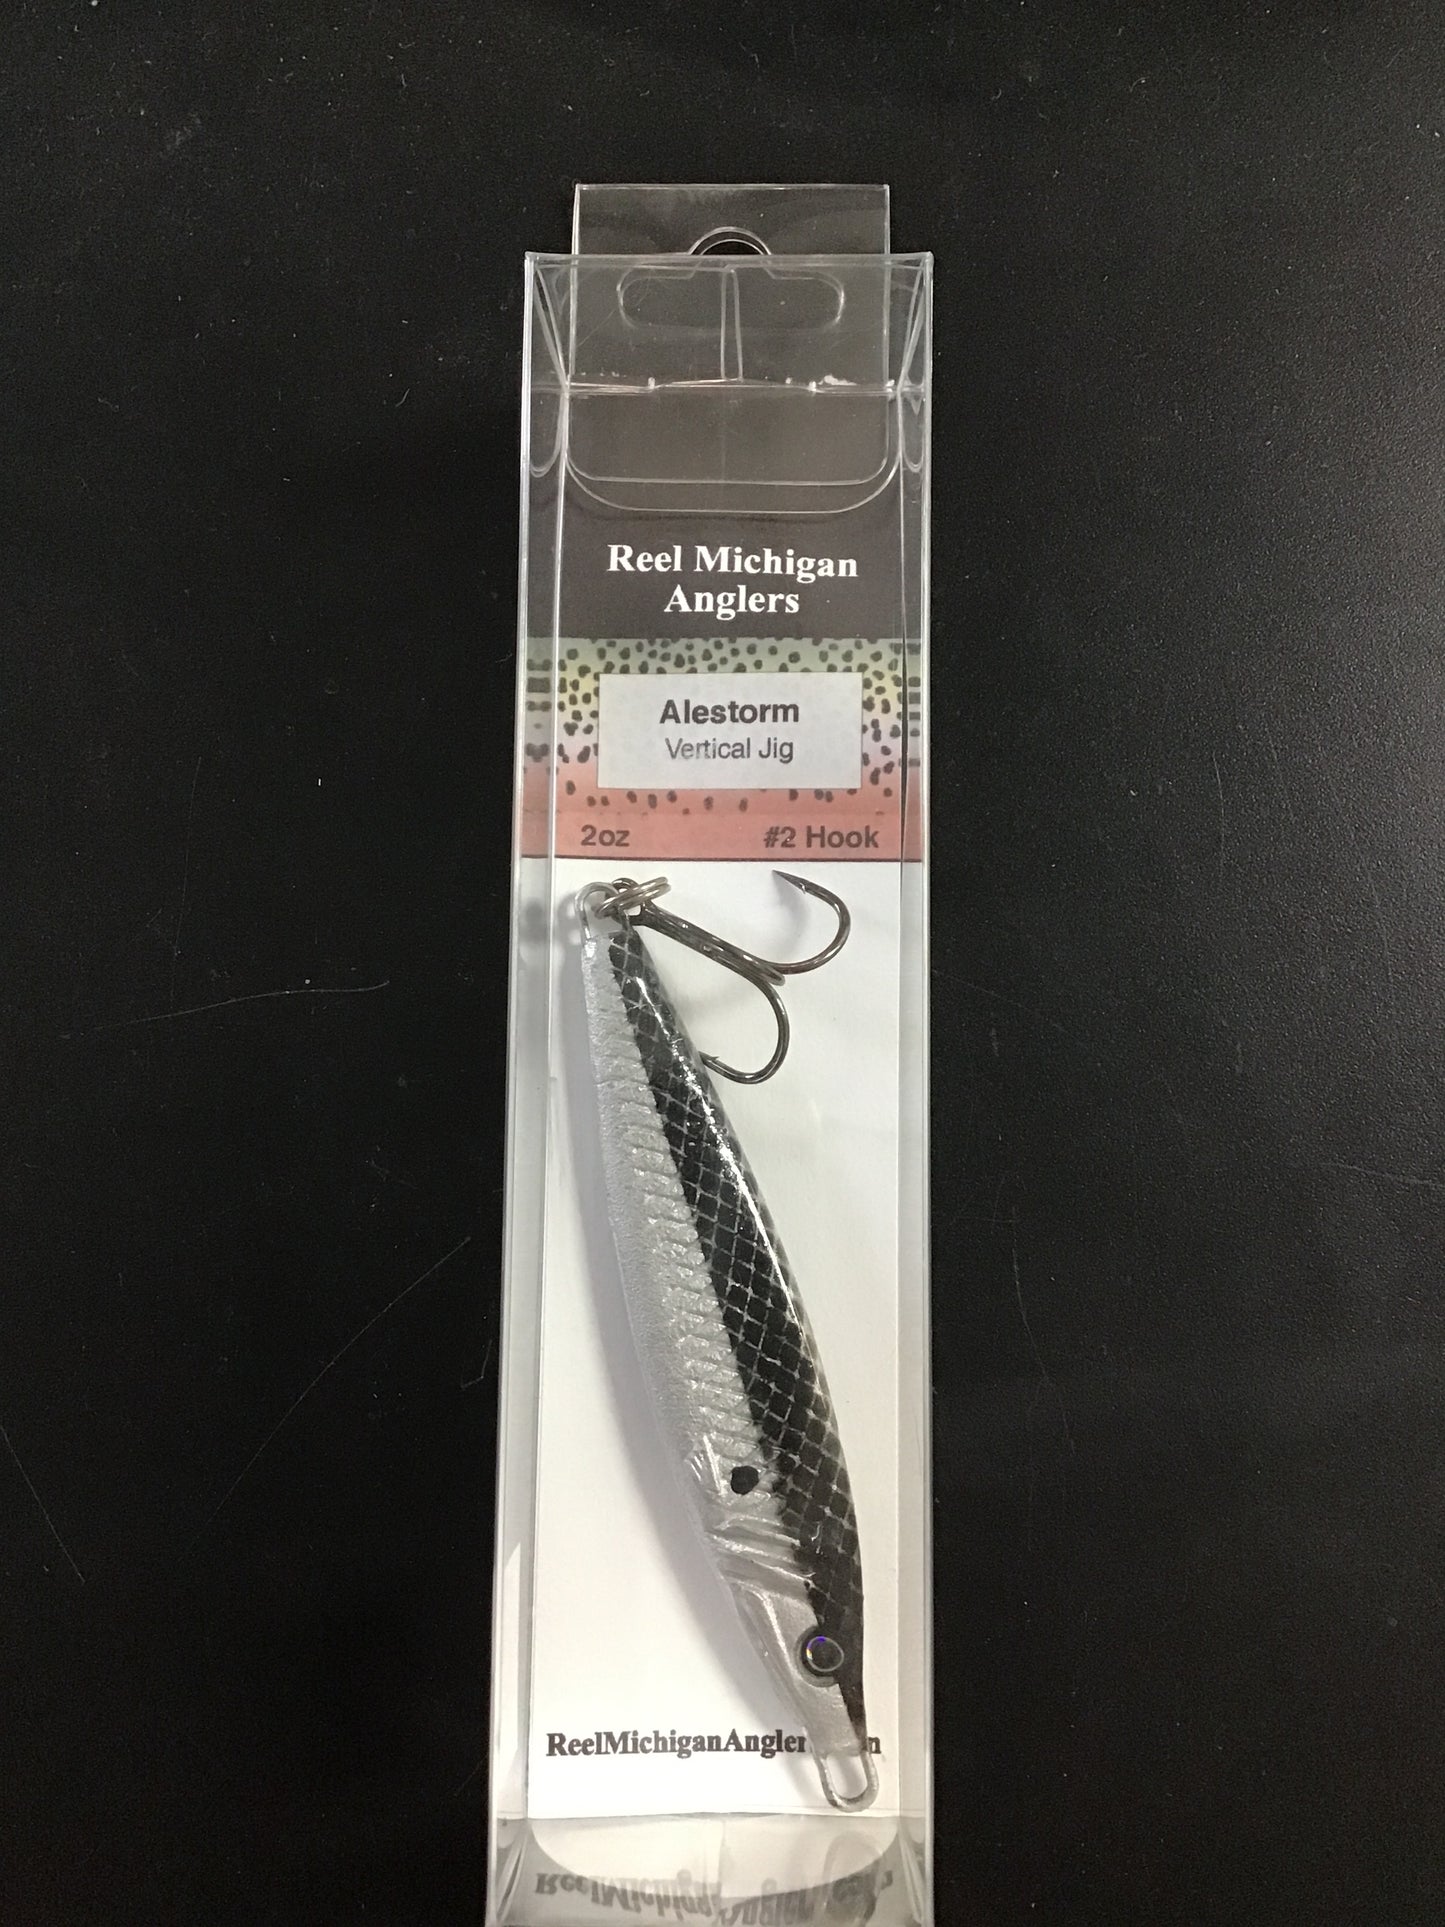 Reel Michigan
Anglers
Alestorm
Vertical Jig
2oz #2 Hook